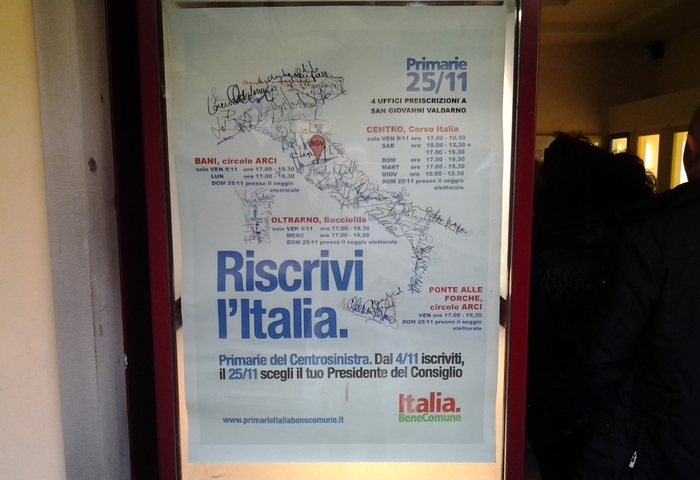 Primarie
25/11
4 UFFICI PREISCRIZIONI A
SAN GIOVANNI VALDARNO
CENTRO, Corso Italia
solo VEN 9/11 ore 17.00 - 19.30
SAB ore 10.00 - 12,30 e
17.00 - 19,30
DOM ore 17.00 - 19.30
MART ore 17.00 - 19.30
GIOV ore 10.00 - 12.30
DOM 25/11 presso il seggio
elettorale
SGV
BANI, circolo ARCI
solo VEN 9/11 ore 17.00 - 19.30
LUN ore 17.00 - 19.30
DOM 25/11 presso il seggio
elettorale
OLTRARNO, Bocciofila
solo VEN 9/11 ore 17.00 - 19.30
MERC ore 17.00 - 19,30
DOM 25/11 presso il seggio elettorale
Riscrivi
l'Italia.
PONTE ALLE
FORCHE,
circolo ARCI
VEN ore 17.00 - 19,30
DOM 25/11 presso il seggio
elettorale
Primarie del Centrosinistra. Dal 4/11 iscriviti,
il 25/11 scegli il tuo Presidente del Consiglio
Italia.
BeneComune
www.primarieitaliabenecomune.it